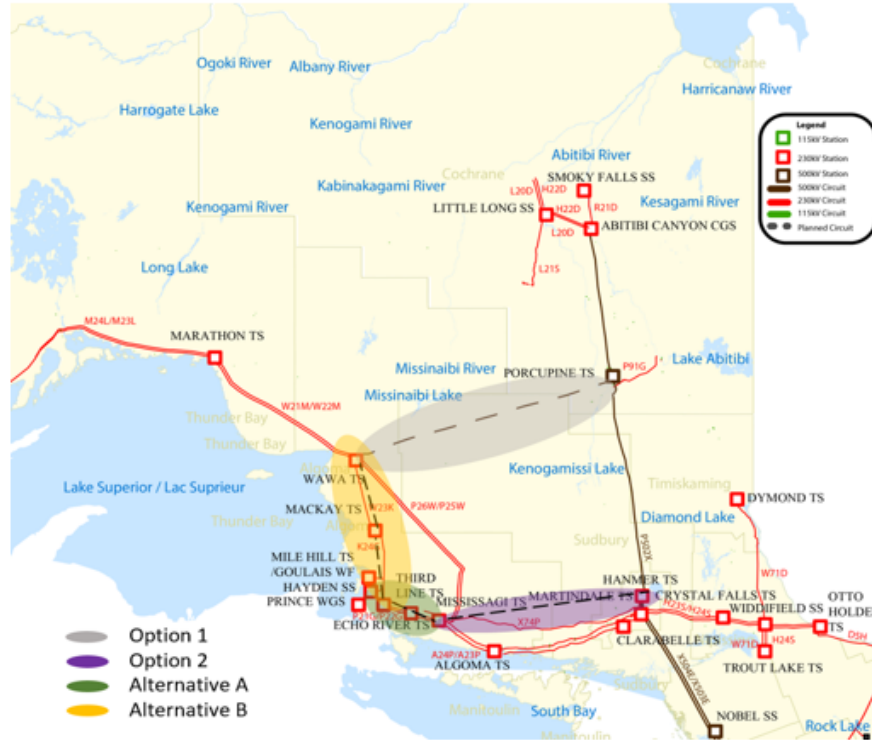 Ogoki River
Albany River
Cochrane
Harricanaw River
Harrogate Lake
Kenogami River
Legend
115kV Station
230kV Station
500kV Station
500kV Circuit
230kV Circuit
115kV Circuit
Planned Circuit
Abitibi River
Cochrane
SMOKY FALLS SS
Kabinakagami River
L20D
H22D
R21D
Kesagami River
Kenogami River
LITTLE LONG SS
H22D
L20D
ABITIBI CANYON CGS
Long Lake
L21S
M24L/M23L
MARATHON TS
Missinaibi River
PORCUPINE TS
P91G
Lake Abitibi
W21M/W22M
Missinaibi Lake
Thunder Bay
Thunder Bay
Kenogamissi Lake
Lake Superior / Lac Suprieur
WAWA TS
P26W/P25W
Timiskaming
DYMOND TS
Thunder Bay
MACKAY TS
W23K
Diamond Lake
K24G
Sudbury
P502X
MILE HILL TS
/GOULAIS WF
HAYDEN SS
THIRD
LINE TS
W71D
HANMER TS
PRINCE WGS
MISSISSAGI TS
MARTINDALE TS
CRYSTAL FALLS TS
OTTO
HOLDEN
TS
ECHO RIVER TS
X74P
WIDDIFIELD SS
D5H
A24P/A23P
ALGOMA TS
CLARABELLE TS
W71D
H24S
TROUT LAKE TS
Sudbury
X504E/X503E
Manitoulin
Manitoulin
South Bay
NOBEL SS
Rock Lake
Option 1
Option 2
Alternative A
Alternative B